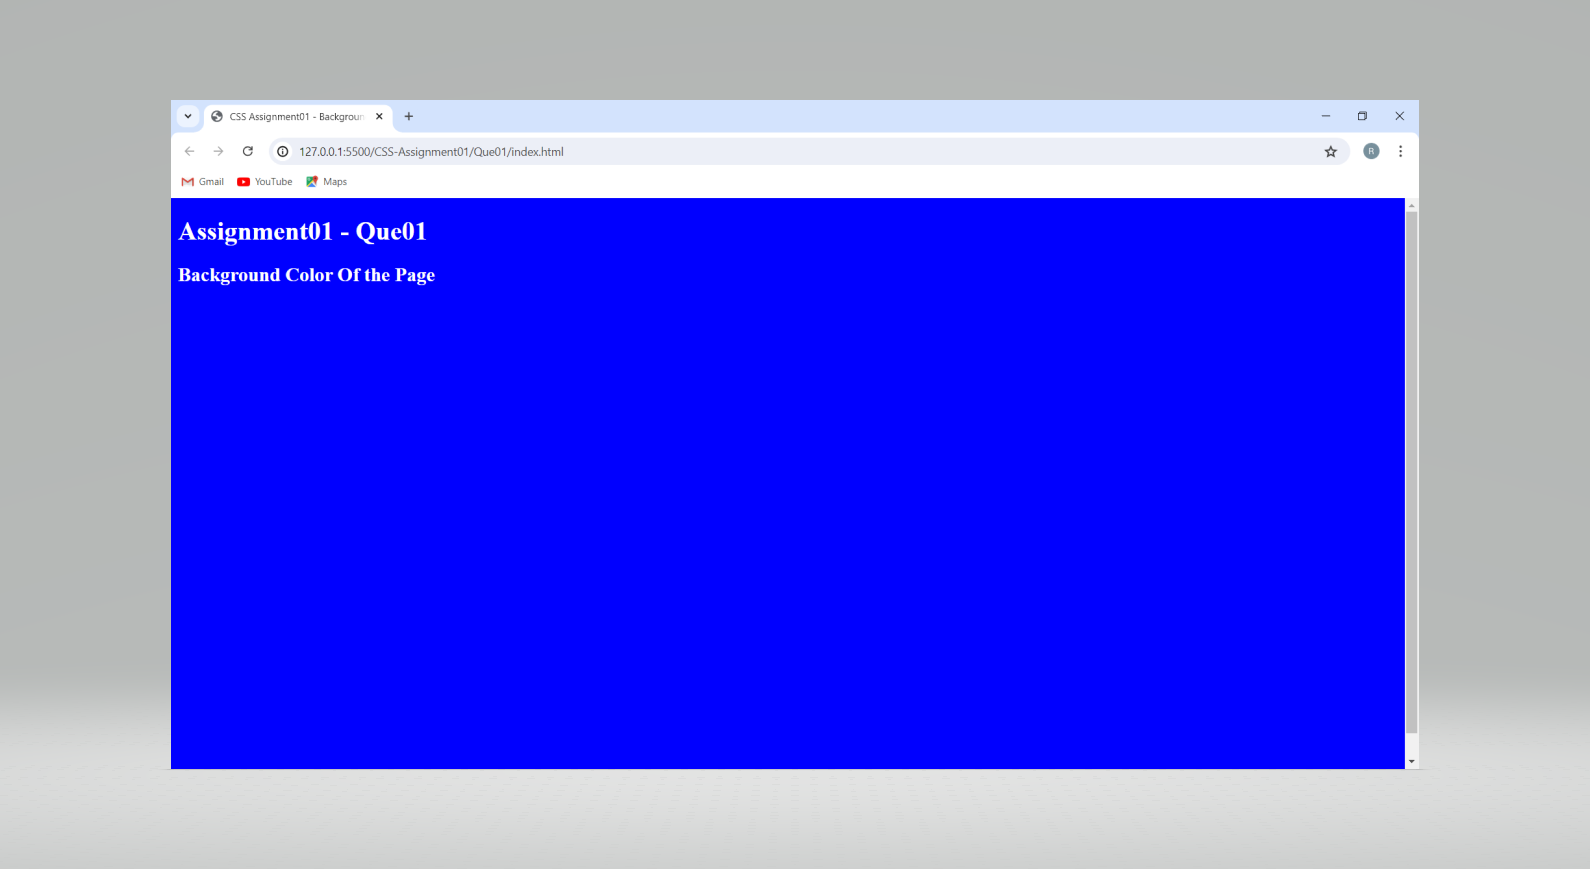 CSS Assignment01 - Backgroun
127.0.0.1:5500/CSS-Assignment01/Que01/index.html
R
Gmail YouTube Maps
Assignment01 - Que01
Background Color Of the Page